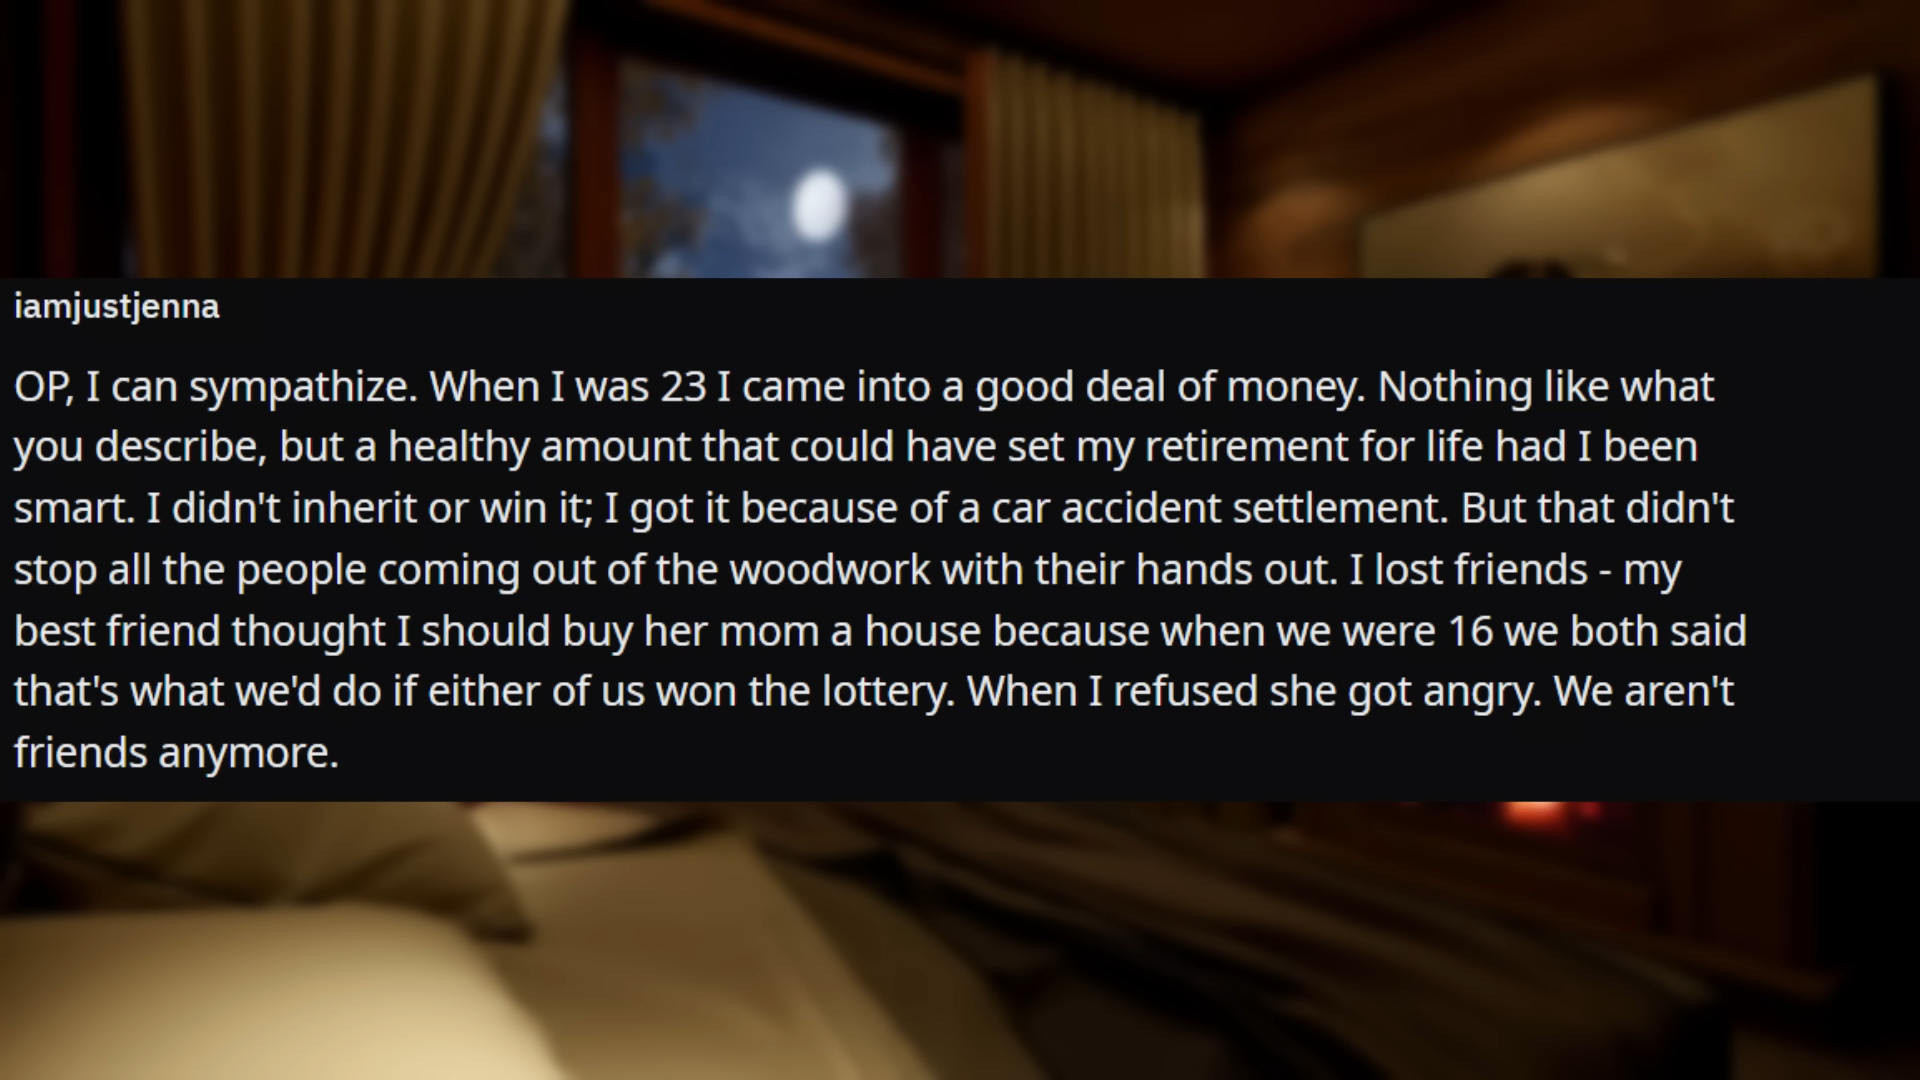 iamjustjenna
OP, I can sympathize. When I was 23 I came into a good deal of money. Nothing like what
you describe, but a healthy amount that could have set my retirement for life had I been
smart. I didn't inherit or win it; I got it because of a car accident settlement. But that didn't
stop all the people coming out of the woodwork with their hands out. I lost friends - my
best friend thought I should buy her mom a house because when we were 16 we both said
that's what we'd do if either of us won the lottery. When I refused she got angry. We aren't
friends anymore.